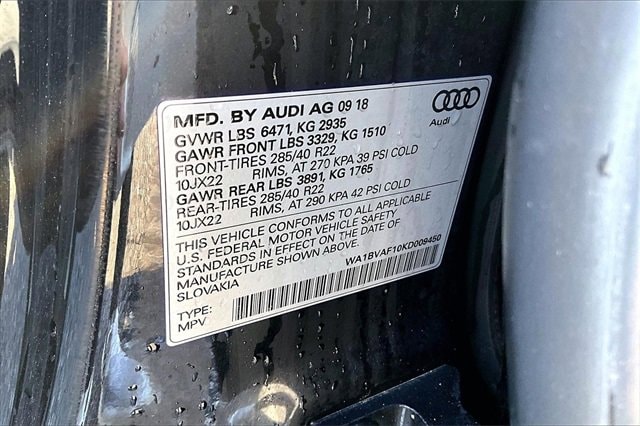 MFD. BY AUDI AG 09 18
GVWR LBS 6471, KG 2935
GAWR FRONT LBS 3329, KG 1510
FRONT-TIRES 285/40 R22
10JX22 RIMS, AT 270 KPA 39 PSI COLD
GAWR REAR LBS 3891, KG 1765
REAR-TIRES 285/40 R22
10JX22 RIMS, AT 290 KPA 42 PSI COLD
THIS VEHICLE CONFORMS TO ALL APPLICABLE
U.S. FEDERAL MOTOR VEHICLE SAFETY
STANDARDS IN EFFECT ON THE DATE OF
MANUFACTURE SHOWN ABOVE.
SLOVAKIA
WA1BVAF10KD009450
TYPE:
MPV
Audi